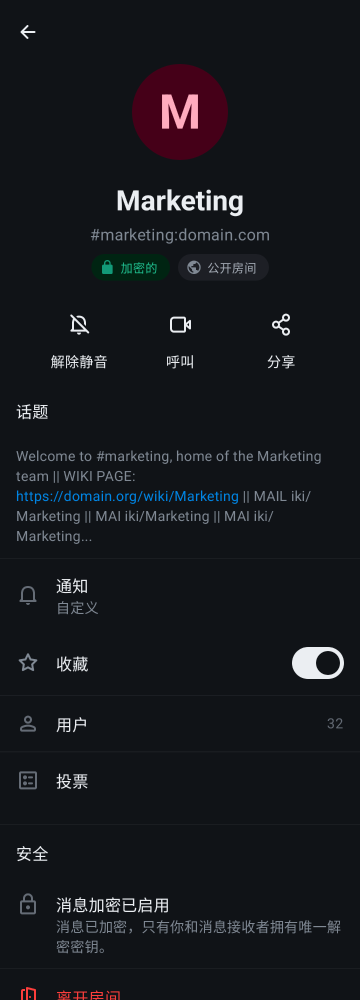 M
Marketing
#marketing:domain.com
加密的 公开房间
解除静音 呼叫 分享
话题
Welcome to #marketing, home of the Marketing
team || WIKI PAGE:
https://domain.org/wiki/Marketing || MAIL iki/
Marketing || MAI iki/Marketing || MAI iki/
Marketing...
通知
自定义
收藏
用户 32
投票
安全
消息加密已启用
消息已加密，只有你和消息接收者拥有唯一解
密密钥。
离开房间